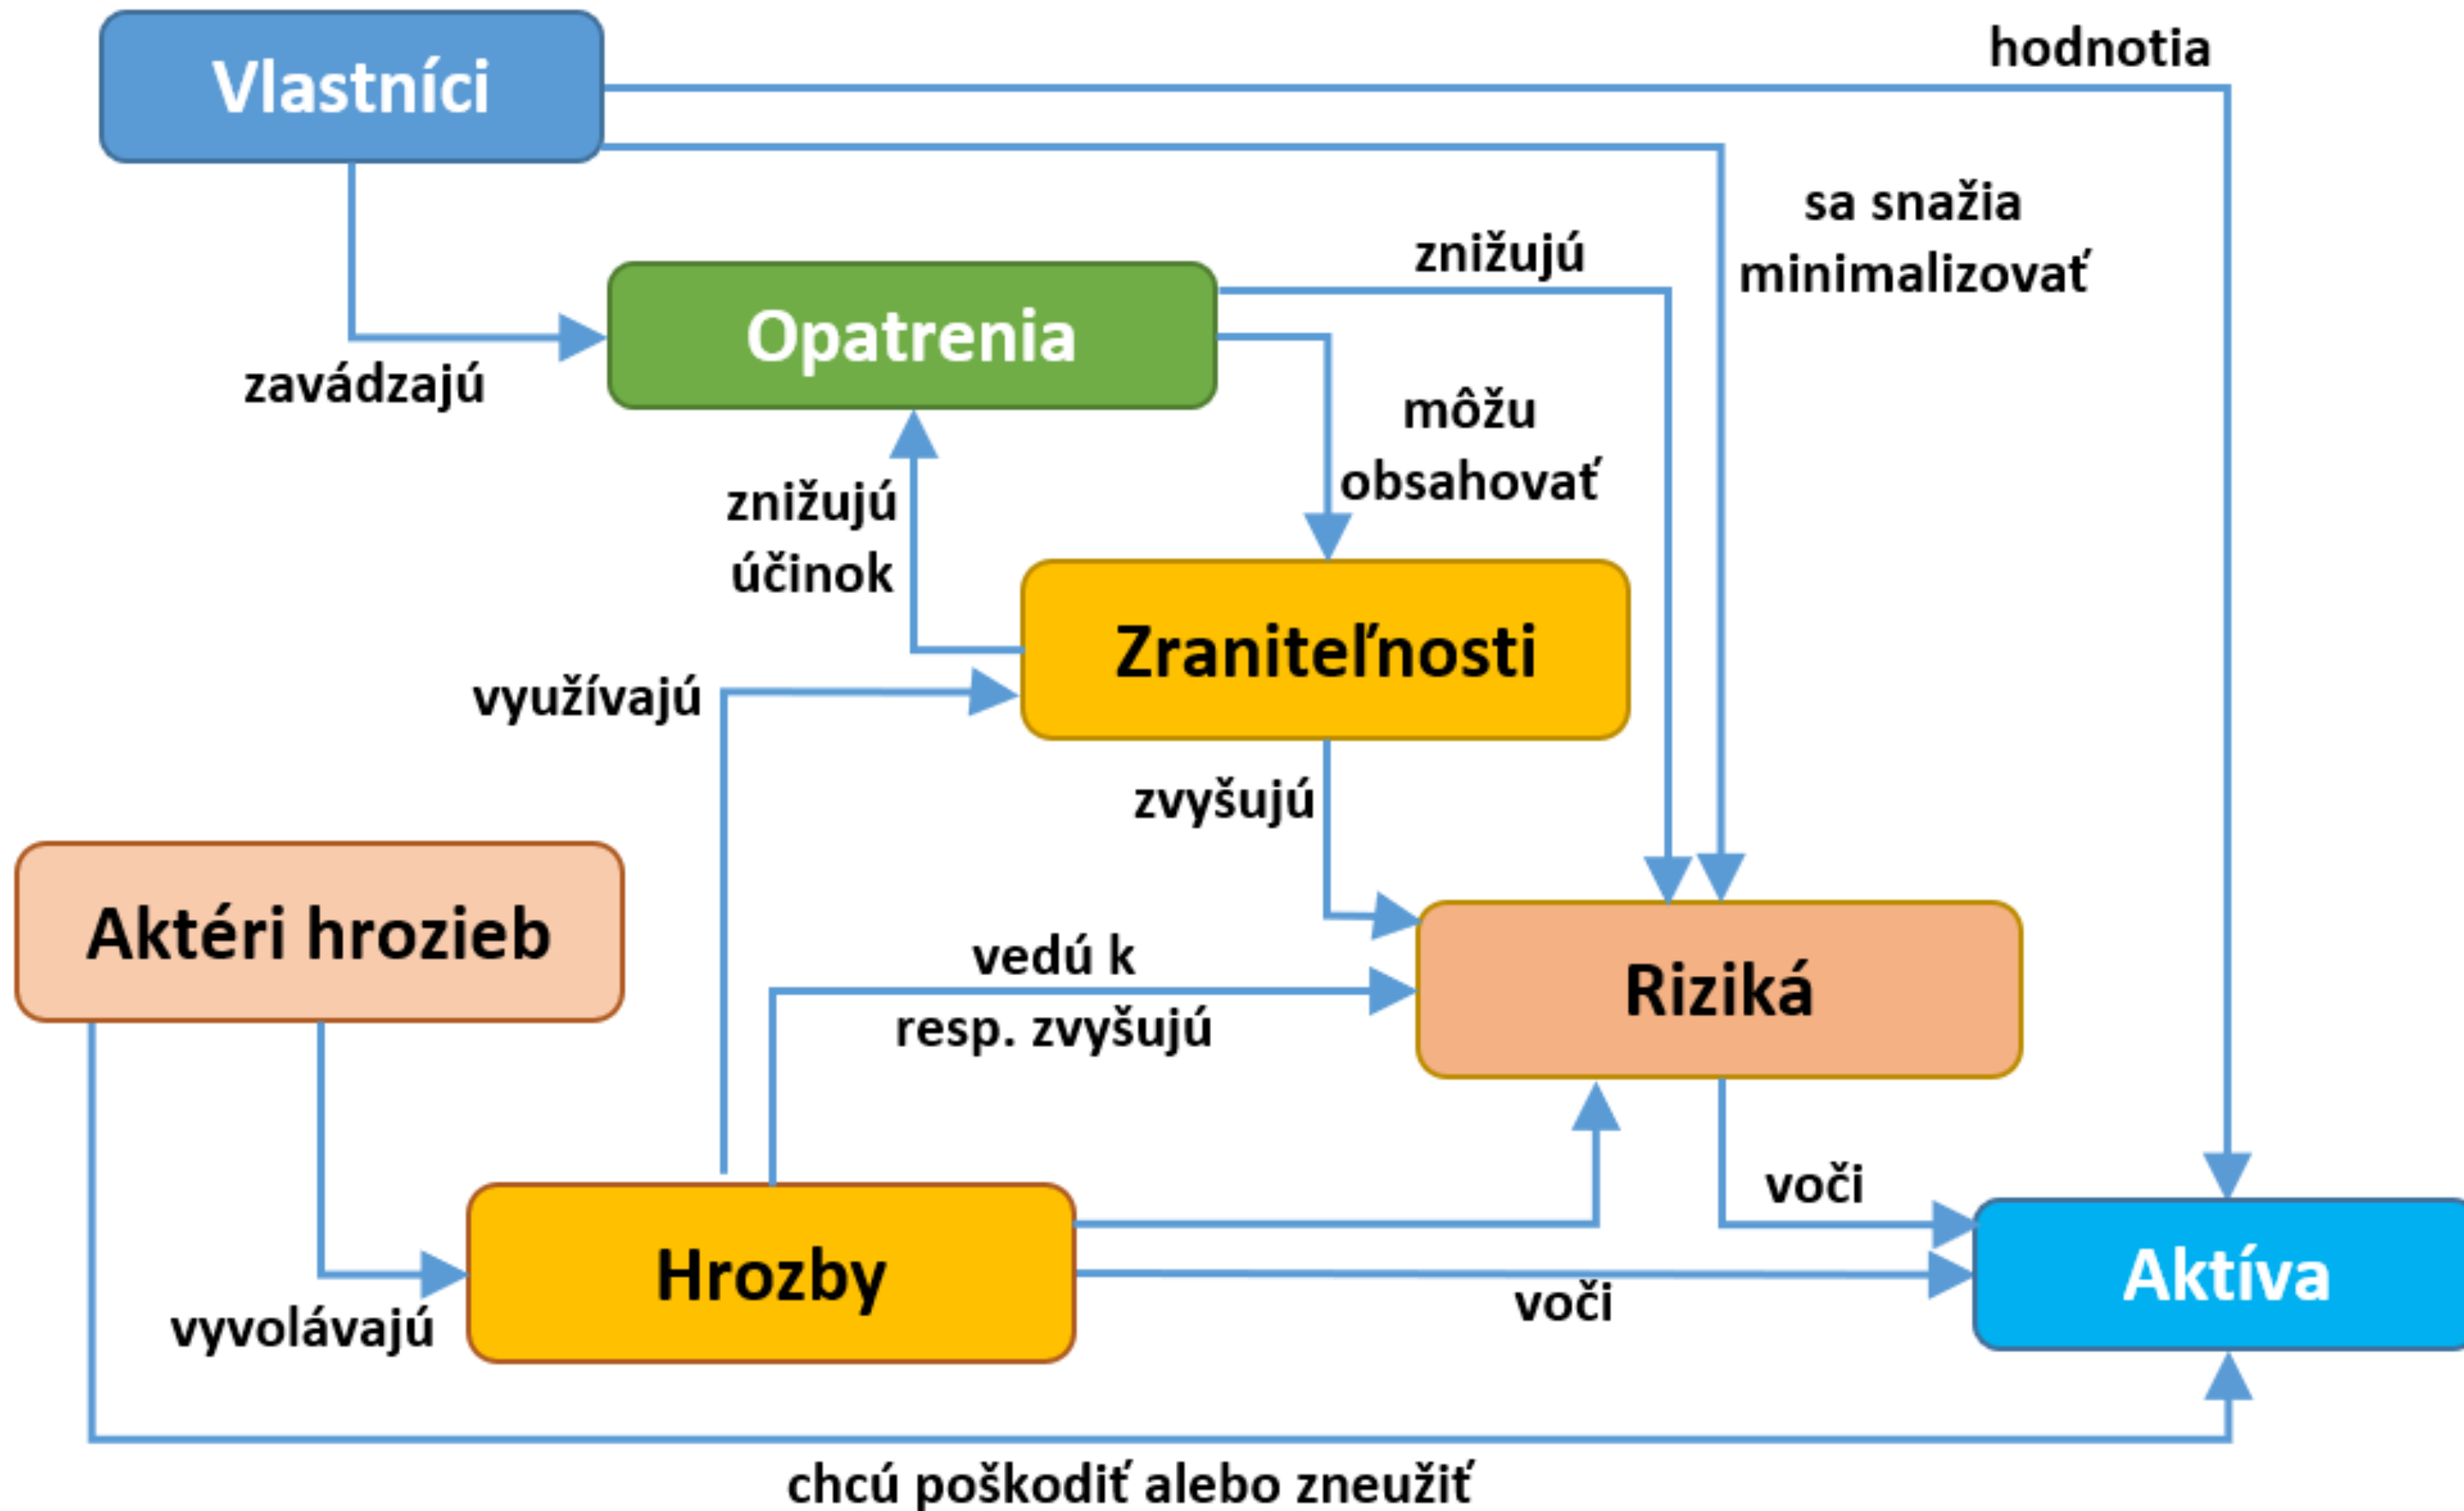 hodnotia
Vlastníci
sa snažia
minimalizovať
znižujú
Opatrenia
zavádzajú
môžu
obsahovať
znižujú
účinok
Zraniteľnosti
využívajú
zvyšujú
Aktéri hrozieb
vedú k
resp. zvyšujú
Riziká
voči
Hrozby
Aktíva
voči
vyvolávajú
chcú poškodiť alebo zneužiť